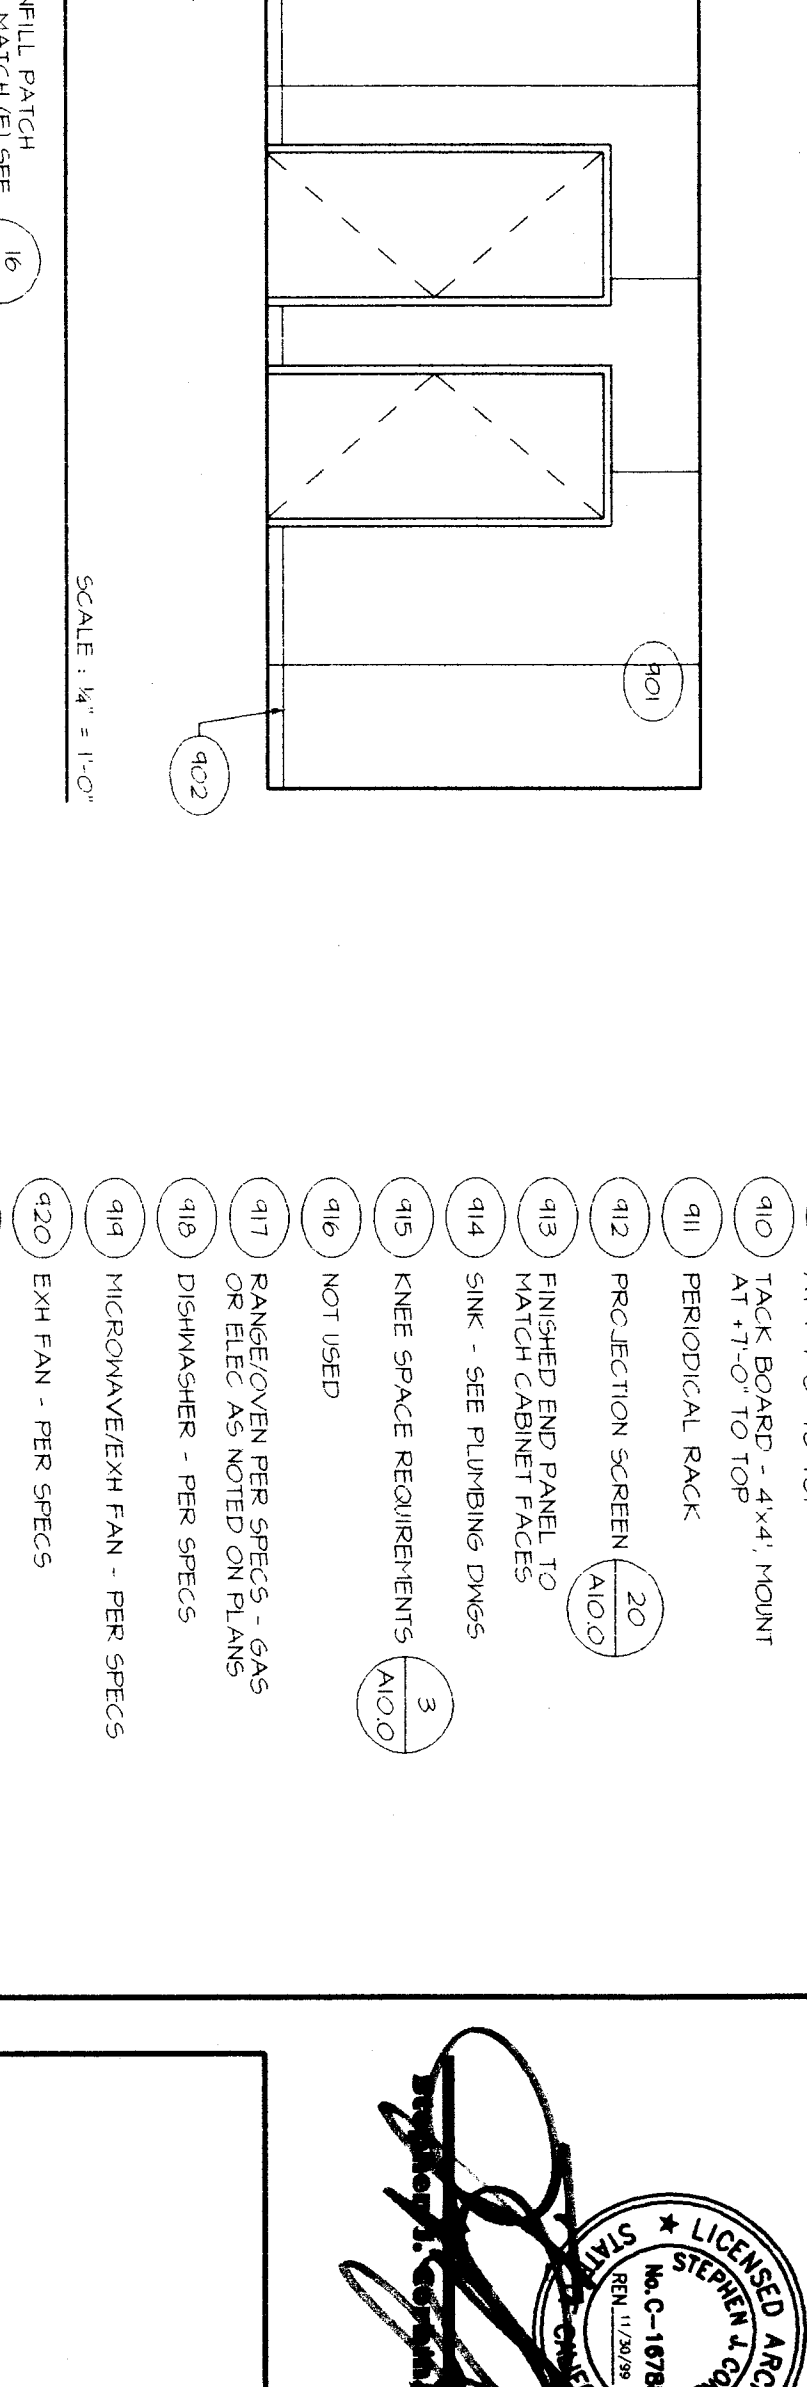 901
902
SCALE : ¼" = 1'-0"
PATCH
MATCH (E) SEE
16
910 TACK BOARD - 4'x4', MOUNT
AT +7'-0" TO TOP
911 PERIODICAL RACK
912 PROJECTION SCREEN 20
A10.0
913 FINISHED END PANEL TO
MATCH CABINET FACES
914 SINK - SEE PLUMBING DWGS
915 KNEE SPACE REQUIREMENTS 3
A10.0
916 NOT USED
917 RANGE/OVEN PER SPECS - GAS
OR ELEC AS NOTED ON PLANS
918 DISHWASHER - PER SPECS
919 MICROWAVE/EXH FAN - PER SPECS
920 EXH FAN - PER SPECS
LICENSED
STEPHEN J.
No. C-1678
REN. 11/30/99
Stephen J.